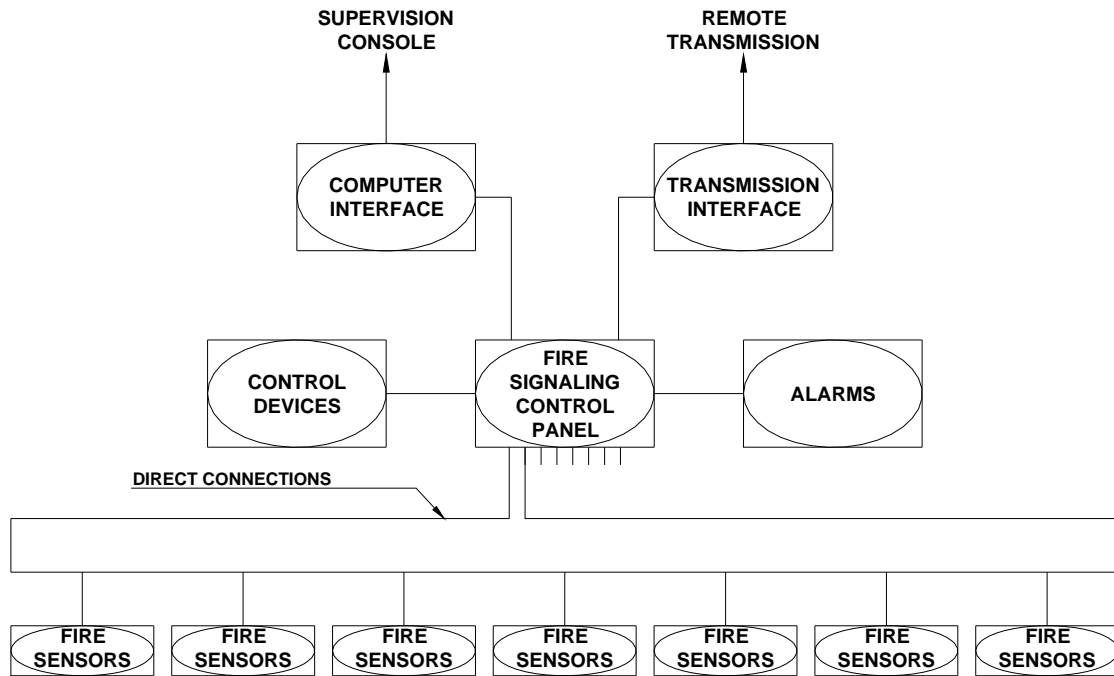 SUPERVISION
CONSOLE
REMOTE
TRANSMISSION
COMPUTER
INTERFACE
TRANSMISSION
INTERFACE
CONTROL
DEVICES
FIRE
SIGNALING
CONTROL
PANEL
ALARMS
DIRECT CONNECTIONS
FIRE
SENSORS
FIRE
SENSORS
FIRE
SENSORS
FIRE
SENSORS
FIRE
SENSORS
FIRE
SENSORS
FIRE
SENSORS